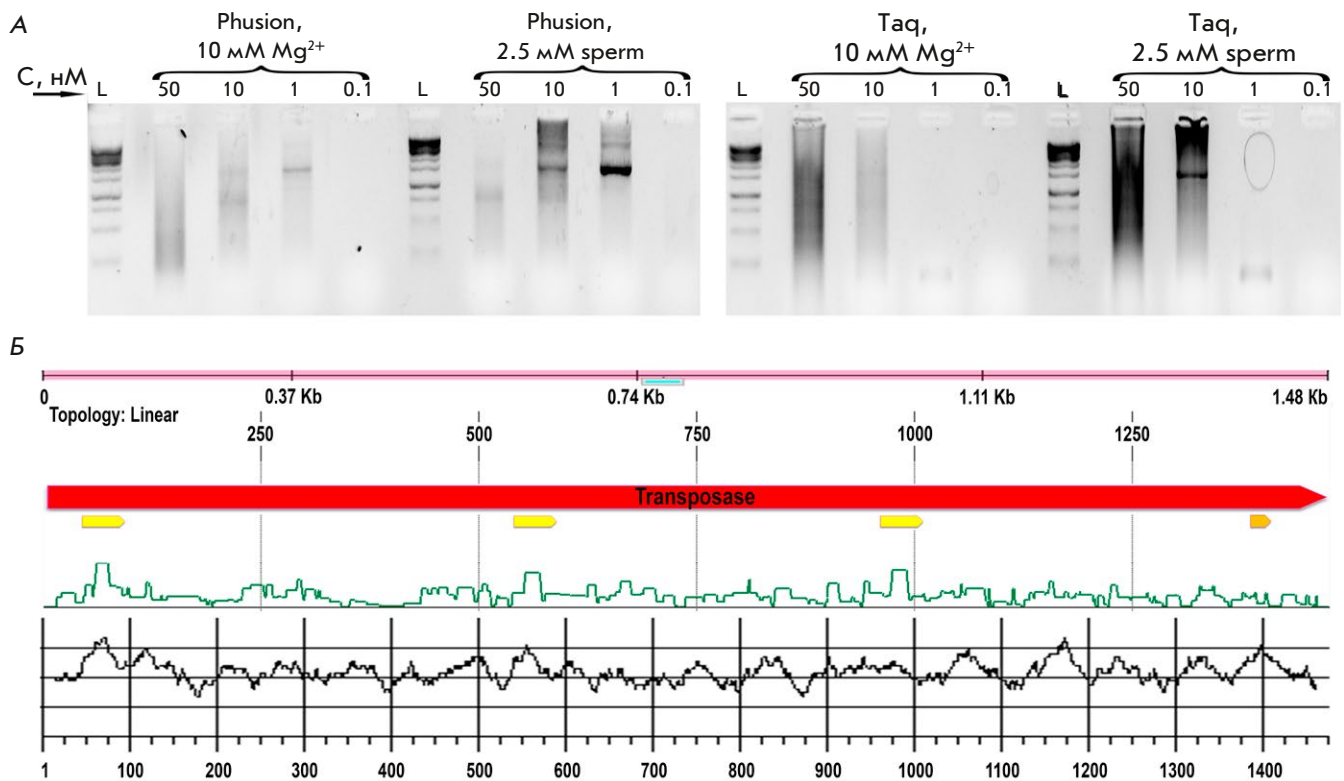 А
Phusion,
10 мМ Mg²⁺
Phusion,
2.5 мМ sperm
Taq,
10 мМ Mg²⁺
Taq,
2.5 мМ sperm
С, нМ L 50 10 1 0.1 L 50 10 1 0.1 L 50 10 1 0.1 L 50 10 1 0.1
Б
0 0.37 Kb 0.74 Kb 1.11 Kb 1.48 Kb
Topology: Linear
250 500 750 1000 1250
Transposase
1 100 200 300 400 500 600 700 800 900 1000 1100 1200 1300 1400